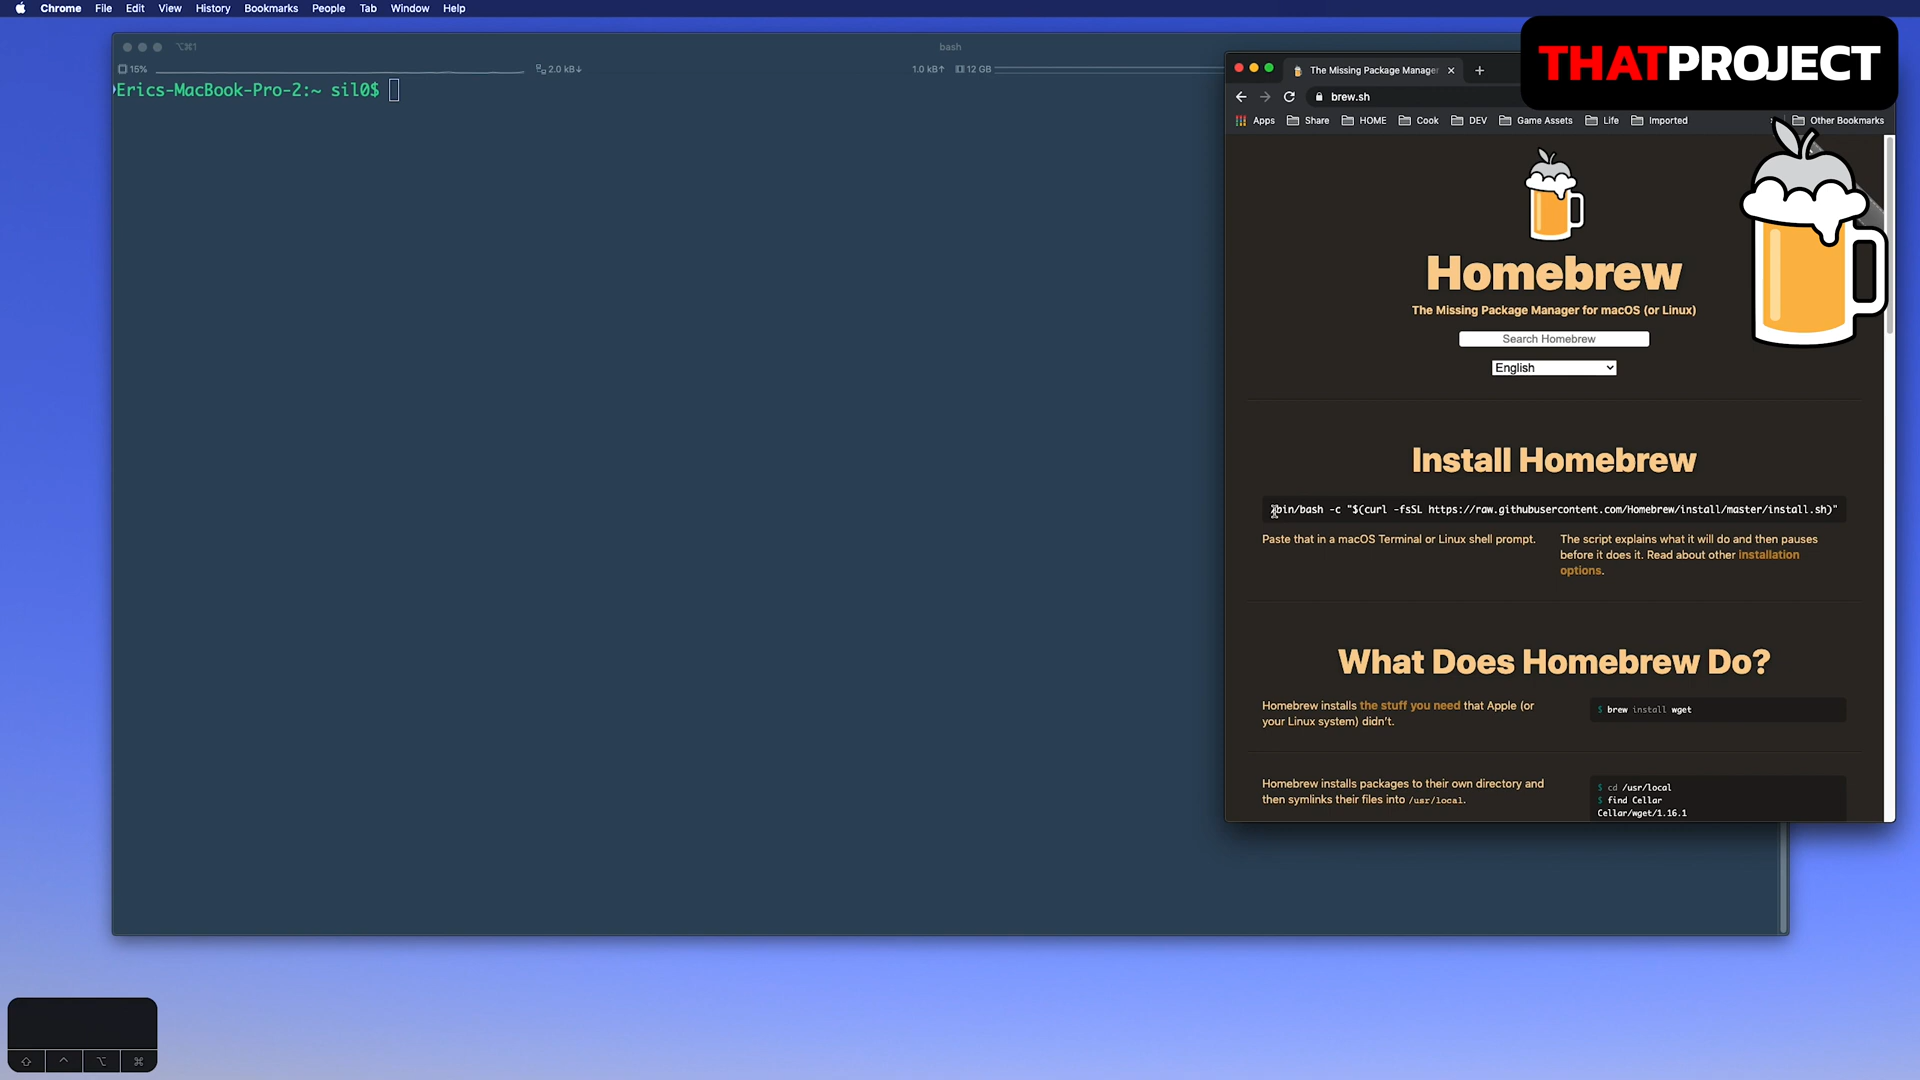 Chrome File Edit View History Bookmarks People Tab Window Help
⌥⌘1 bash
15% 2.0 kB↓ 1.0 kB↑ 12 GB
Erics-MacBook-Pro-2:~ sil0$
THATPROJECT
The Missing Package Manager
brew.sh
Apps Share HOME Cook DEV Game Assets Life Imported Other Bookmarks
Homebrew
The Missing Package Manager for macOS (or Linux)
Search Homebrew
English
Install Homebrew
/bin/bash -c "$(curl -fsSL https://raw.githubusercontent.com/Homebrew/install/master/install.sh)"
Paste that in a macOS Terminal or Linux shell prompt.
The script explains what it will do and then pauses
before it does it. Read about other installation
options.
What Does Homebrew Do?
Homebrew installs the stuff you need that Apple (or
your Linux system) didn't.
$ brew install wget
Homebrew installs packages to their own directory and
then symlinks their files into /usr/local.
$ cd /usr/local
$ find Cellar
Cellar/wget/1.16.1
⇧ ^ ⌥ ⌘